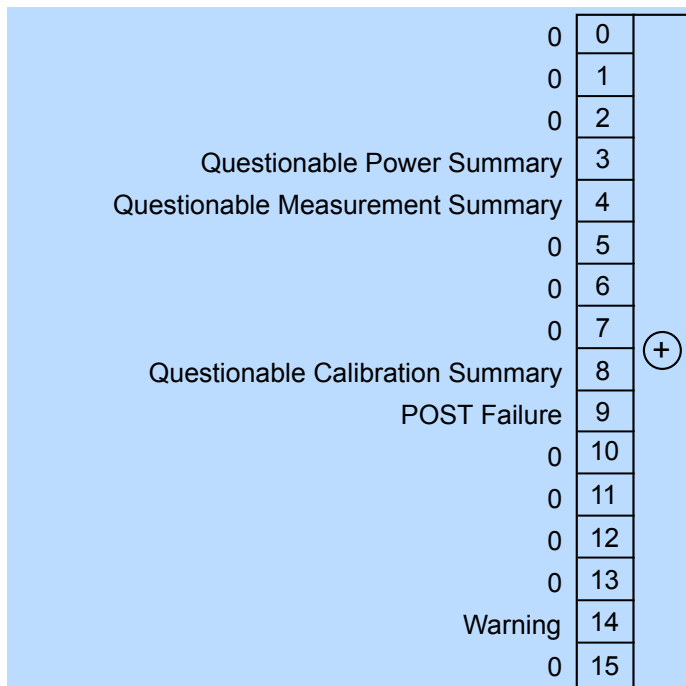 0 0
0 1
0 2
Questionable Power Summary 3
Questionable Measurement Summary 4
0 5
0 6
0 7
+
Questionable Calibration Summary 8
POST Failure 9
0 10
0 11
0 12
0 13
Warning 14
0 15